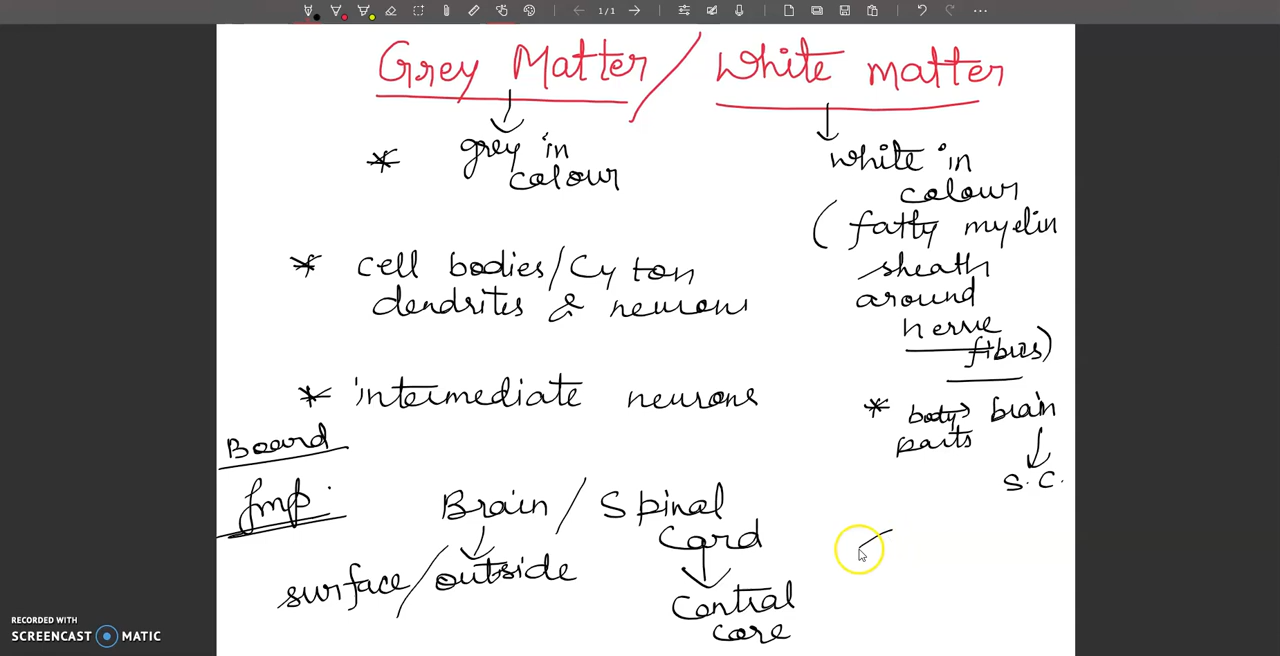 1/1
Grey Matter / White matter
* grey in
colour
white in
colour
( fatty myelin
sheath
around
nerve
fibres)
* cell bodies/Cyton
dendrites & neurons
* intermediate neurons
* body → brain
parts
S.C.
Board
Imp.
Brain / Spinal
Cord
surface/outside
Central
core
RECORDED WITH
SCREENCAST MATIC